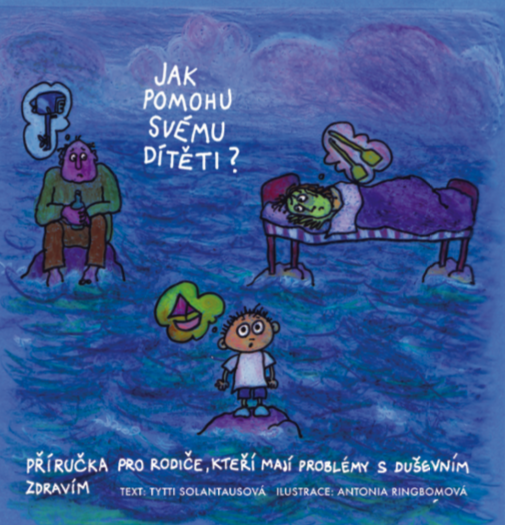 JAK
POMOHU
SVÉMU
DÍTĚTI?
PŘÍRUČKA PRO RODIČE, KTEŘÍ MAJÍ PROBLÉMY S DUŠEVNÍM
ZDRAVÍM TEXT: TYTTI SOLANTAUSOVÁ ILUSTRACE: ANTONIA RINGBOMOVÁ